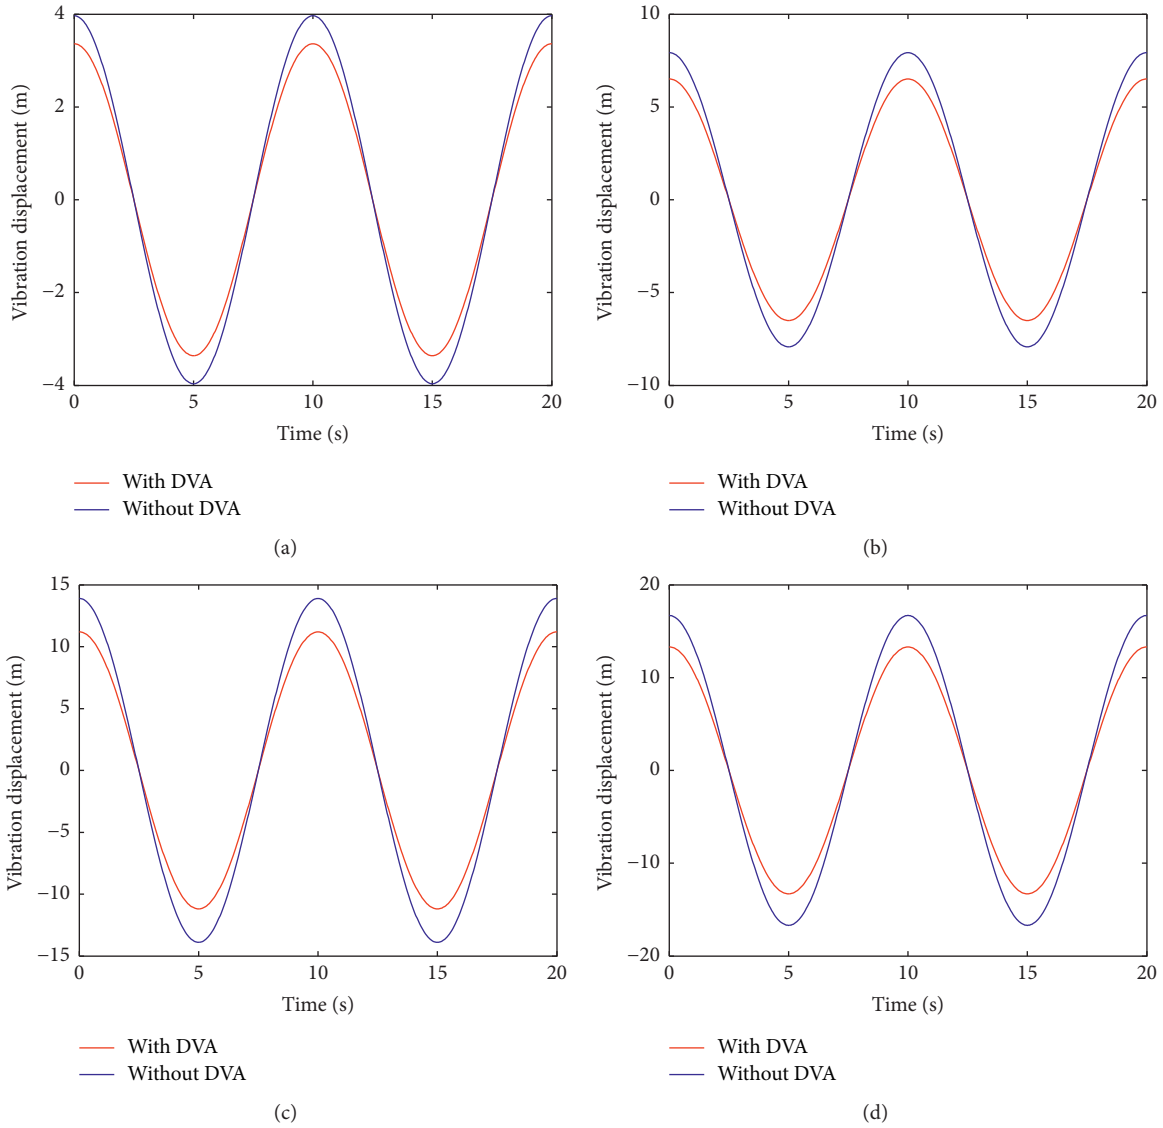 4
2
0
−2
−4
Vibration displacement (m)
0 5 10 15 20
Time (s)
With DVA
Without DVA
(a)
10
5
0
−5
−10
Vibration displacement (m)
0 5 10 15 20
Time (s)
With DVA
Without DVA
(b)
15
10
5
0
−5
−10
−15
Vibration displacement (m)
0 5 10 15 20
Time (s)
With DVA
Without DVA
(c)
20
10
0
−10
−20
Vibration displacement (m)
0 5 10 15 20
Time (s)
With DVA
Without DVA
(d)